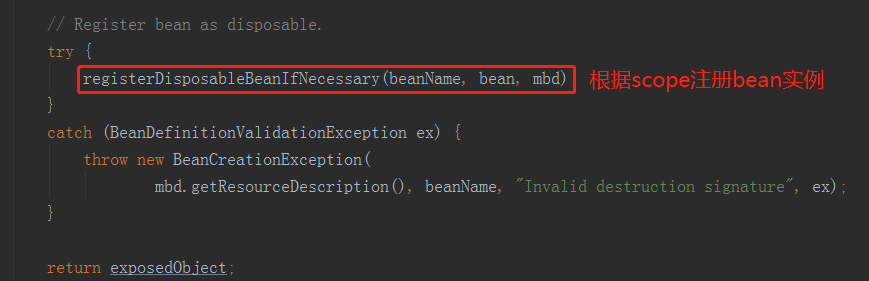 // Register bean as disposable.
try {
registerDisposableBeanIfNecessary(beanName, bean, mbd) 根据scope注册bean实例
}
catch (BeanDefinitionValidationException ex) {
throw new BeanCreationException(
mbd.getResourceDescription(), beanName, "Invalid destruction signature", ex);
}
return exposedObject;